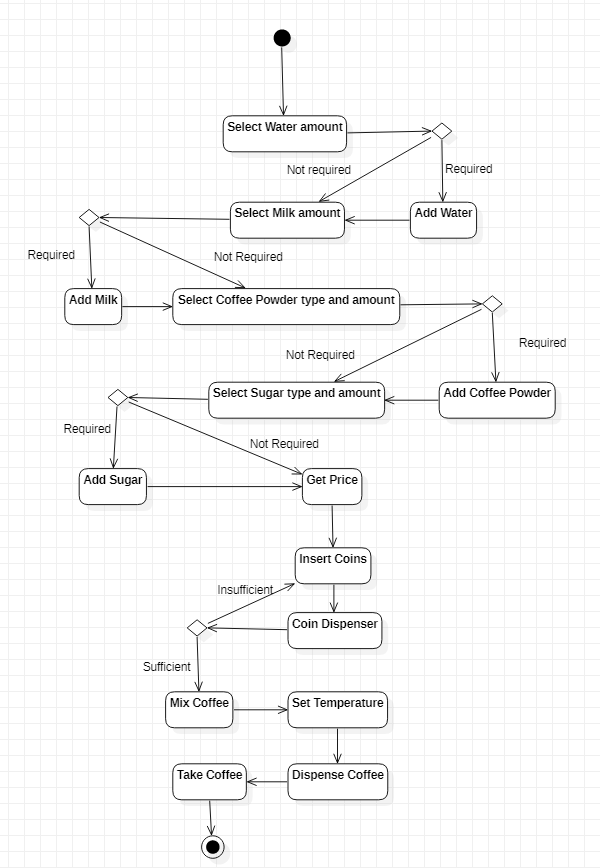 Select Water amount
Not required
Required
Select Milk amount
Add Water
Required
Not Required
Add Milk
Select Coffee Powder type and amount
Required
Not Required
Select Sugar type and amount
Add Coffee Powder
Required
Not Required
Add Sugar
Get Price
Insert Coins
Insufficient
Coin Dispenser
Sufficient
Mix Coffee
Set Temperature
Take Coffee
Dispense Coffee